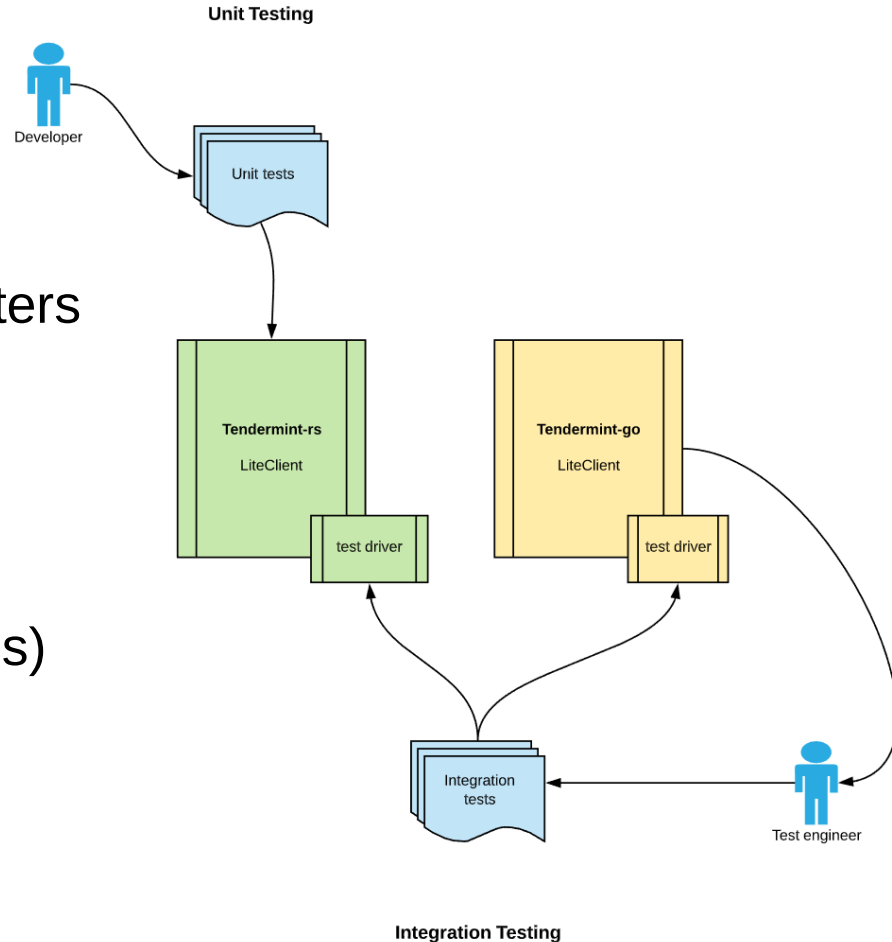 Unit Testing
Developer
Unit tests
ters
Tendermint-rs
LiteClient
test driver
Tendermint-go
LiteClient
test driver
s)
Integration
tests
Test engineer
Integration Testing